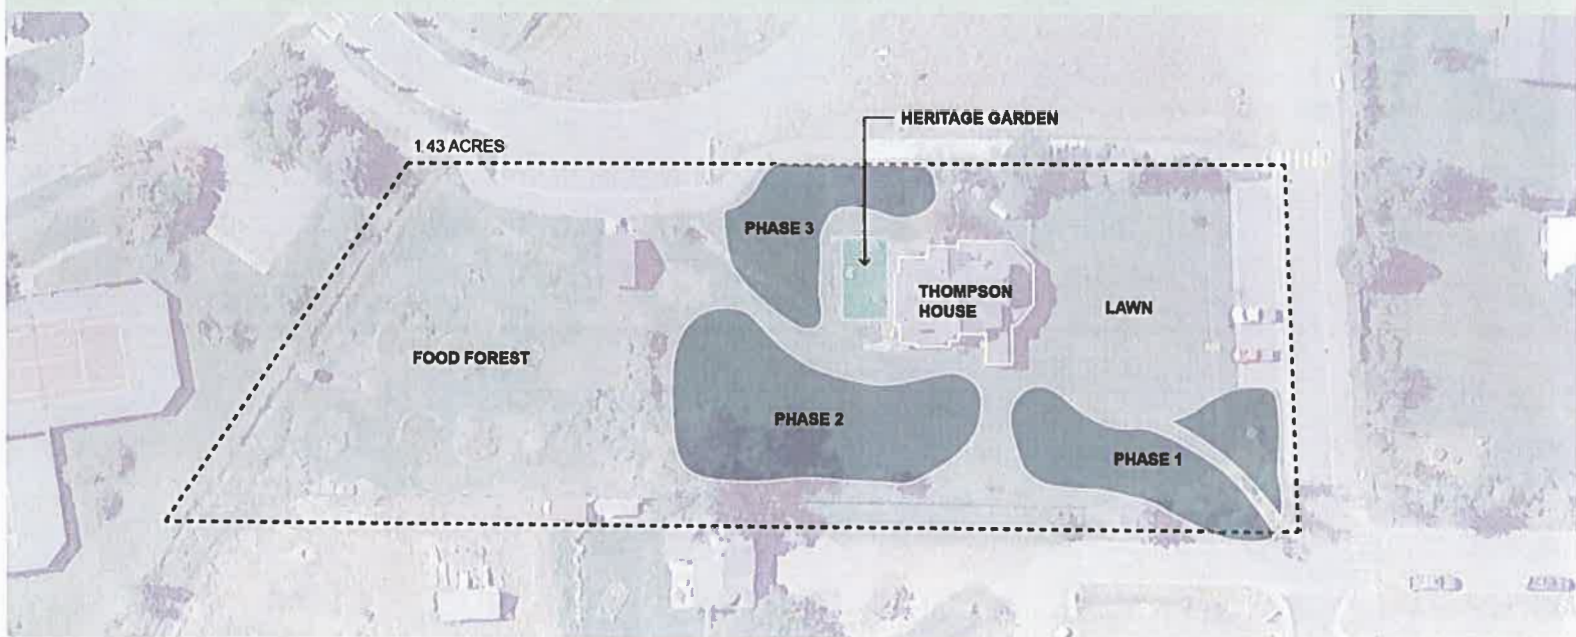 HERITAGE GARDEN
1.43 ACRES
PHASE 3
THOMPSON
HOUSE
LAWN
FOOD FOREST
PHASE 2
PHASE 1